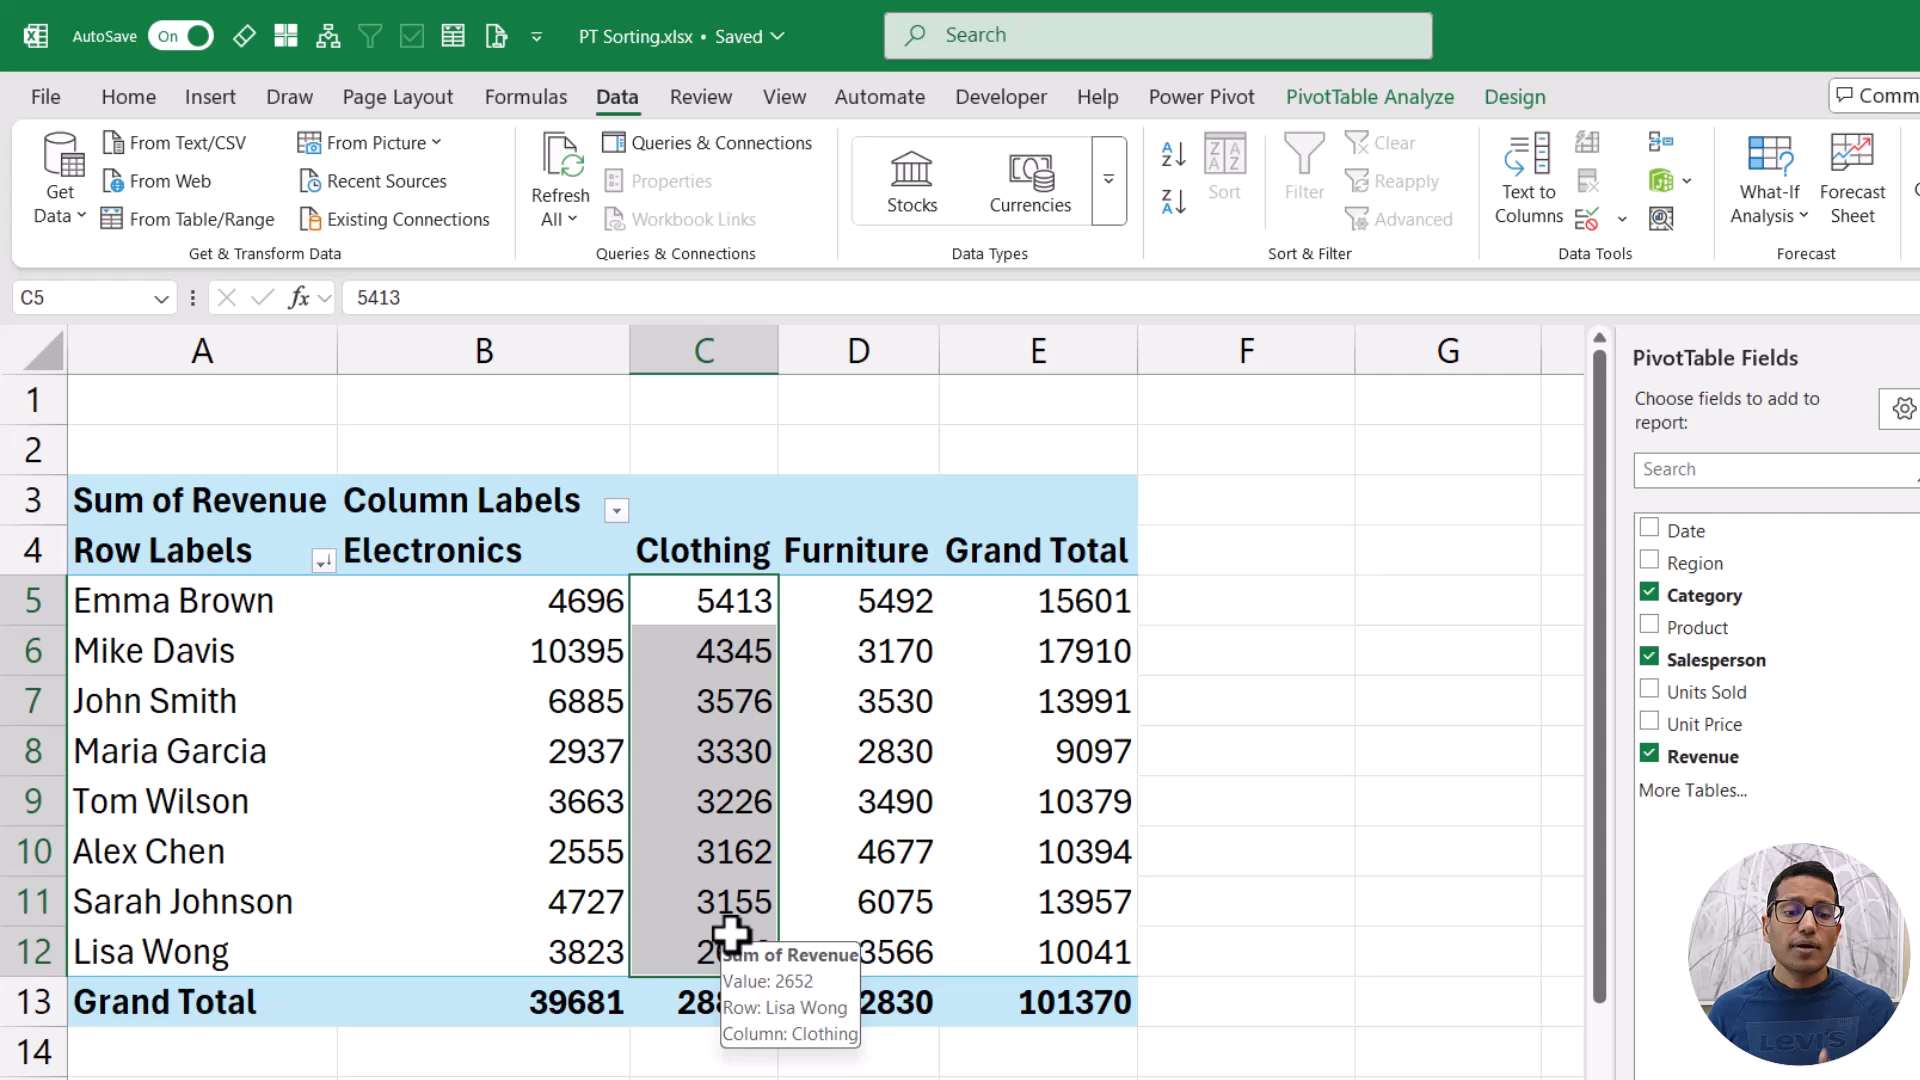 AutoSave On PT Sorting.xlsx • Saved Search
File Home Insert Draw Page Layout Formulas Data Review View Automate Developer Help Power Pivot PivotTable Analyze Design Comm
Get Data
From Text/CSV
From Web
From Table/Range
From Picture
Recent Sources
Existing Connections
Get & Transform Data
Refresh All
Queries & Connections
Properties
Workbook Links
Queries & Connections
Stocks Currencies
Data Types
Sort
Filter
Clear
Reapply
Advanced
Sort & Filter
Text to Columns
Data Tools
What-If Analysis
Forecast Sheet
Forecast
C5 fx 5413
A B C D E F G
1
2
3 Sum of Revenue Column Labels
4 Row Labels Electronics Clothing Furniture Grand Total
5 Emma Brown 4696 5413 5492 15601
6 Mike Davis 10395 4345 3170 17910
7 John Smith 6885 3576 3530 13991
8 Maria Garcia 2937 3330 2830 9097
9 Tom Wilson 3663 3226 3490 10379
10 Alex Chen 2555 3162 4677 10394
11 Sarah Johnson 4727 3155 6075 13957
12 Lisa Wong 3823 3566 10041
13 Grand Total 39681 101370
14
Sum of Revenue
Value: 2652
Row: Lisa Wong
Column: Clothing
PivotTable Fields
Choose fields to add to
report:
Search
Date
Region
Category
Product
Salesperson
Units Sold
Unit Price
Revenue
More Tables...
Levi's